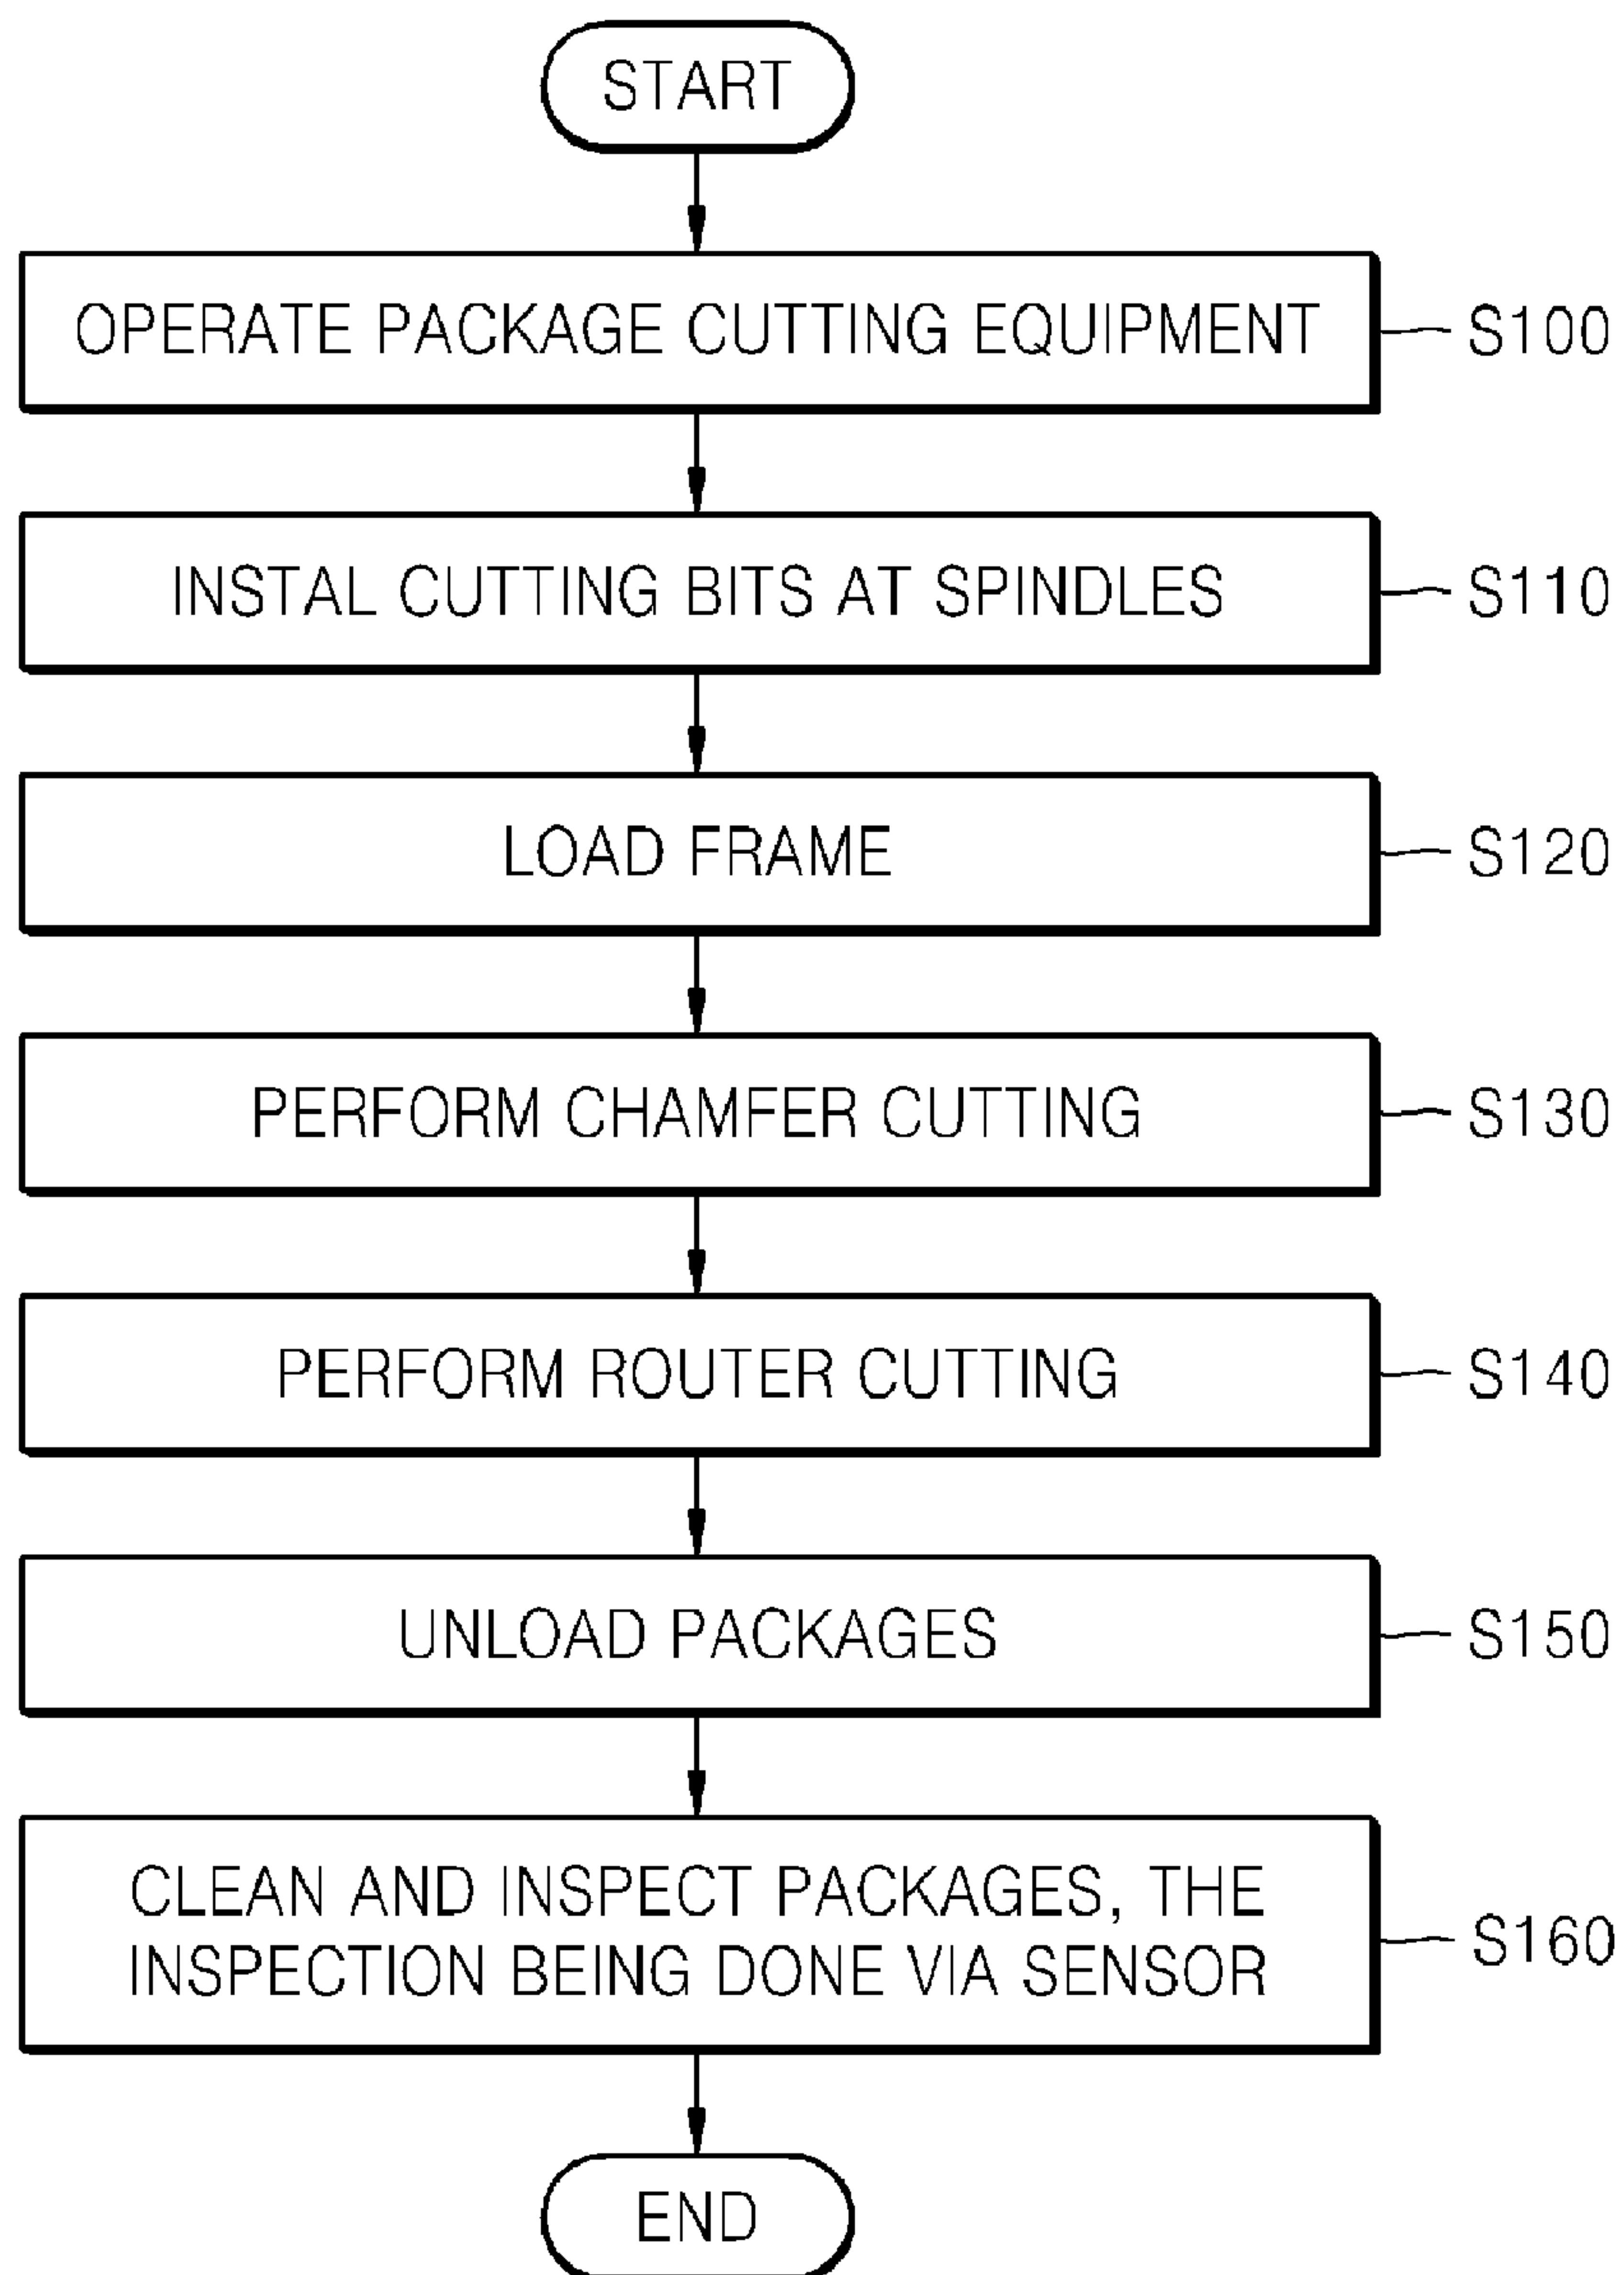 START
OPERATE PACKAGE CUTTING EQUIPMENT
S100
INSTAL CUTTING BITS AT SPINDLES
S110
LOAD FRAME
S120
PERFORM CHAMFER CUTTING
S130
PERFORM ROUTER CUTTING
S140
UNLOAD PACKAGES
S150
CLEAN AND INSPECT PACKAGES, THE
INSPECTION BEING DONE VIA SENSOR
S160
END